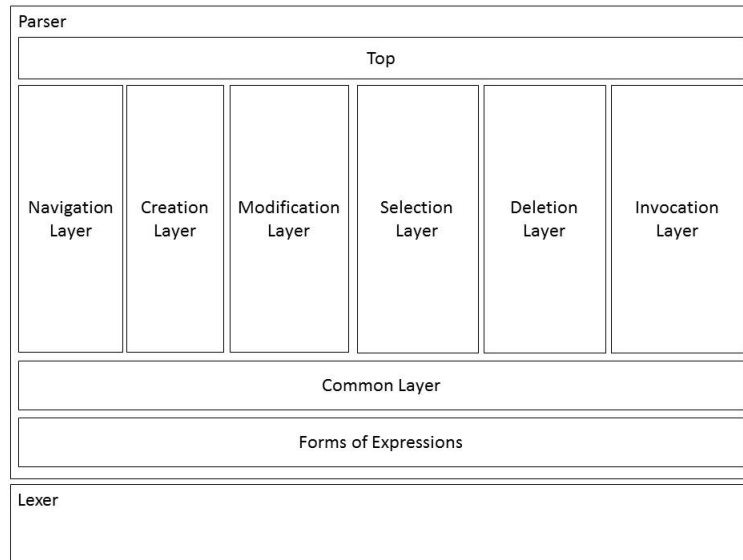 Parser
Top
Navigation
Layer
Creation
Layer
Modification
Layer
Selection
Layer
Deletion
Layer
Invocation
Layer
Common Layer
Forms of Expressions
Lexer